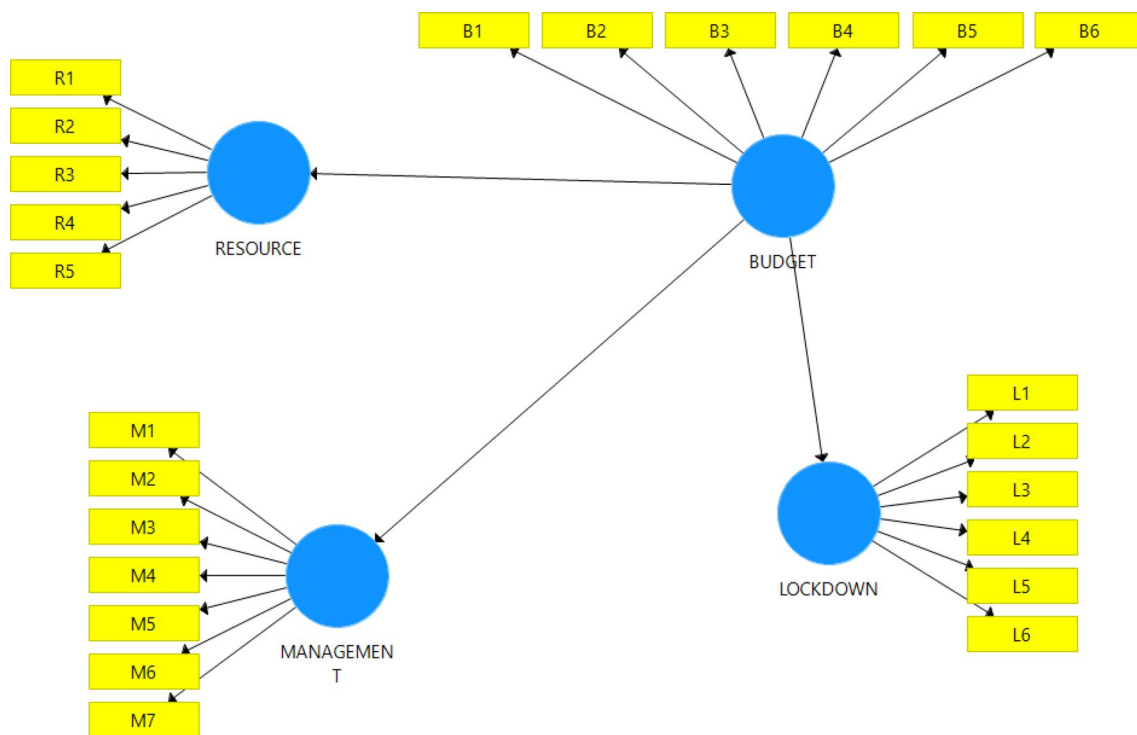 B1
B2
B3
B4
B5
B6
R1
R2
R3
R4
R5
RESOURCE
BUDGET
L1
L2
L3
L4
L5
L6
LOCKDOWN
M1
M2
M3
M4
M5
M6
M7
MANAGEMEN
T